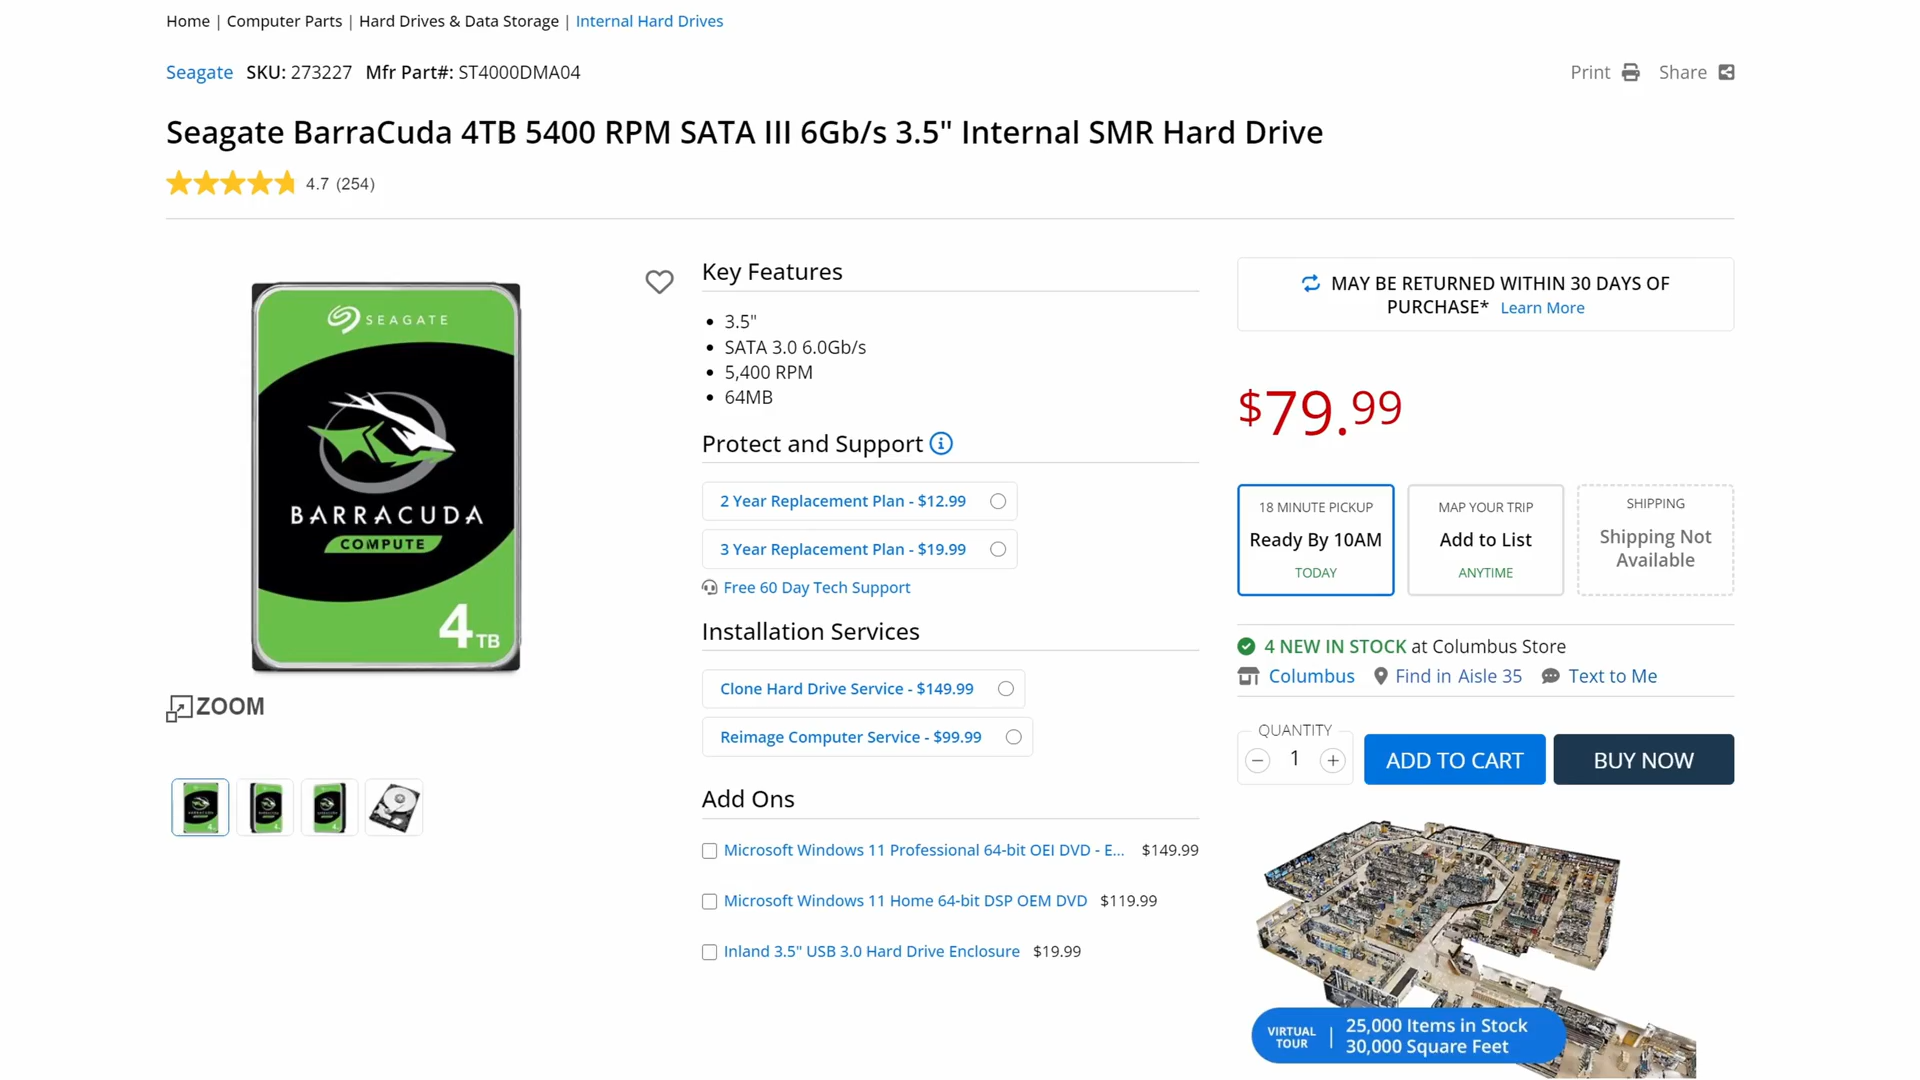 Home | Computer Parts | Hard Drives & Data Storage | Internal Hard Drives
Seagate SKU: 273227 Mfr Part#: ST4000DMA04
Print Share
Seagate BarraCuda 4TB 5400 RPM SATA III 6Gb/s 3.5" Internal SMR Hard Drive
4.7 (254)
SEAGATE
BARRACUDA
COMPUTE
4TB
ZOOM
Key Features
• 3.5"
• SATA 3.0 6.0Gb/s
• 5,400 RPM
• 64MB
Protect and Support
2 Year Replacement Plan - $12.99
3 Year Replacement Plan - $19.99
Free 60 Day Tech Support
Installation Services
Clone Hard Drive Service - $149.99
Reimage Computer Service - $99.99
Add Ons
Microsoft Windows 11 Professional 64-bit OEI DVD - E... $149.99
Microsoft Windows 11 Home 64-bit DSP OEM DVD $119.99
Inland 3.5" USB 3.0 Hard Drive Enclosure $19.99
MAY BE RETURNED WITHIN 30 DAYS OF
PURCHASE* Learn More
$79.99
18 MINUTE PICKUP
Ready By 10AM
TODAY
MAP YOUR TRIP
Add to List
ANYTIME
SHIPPING
Shipping Not
Available
4 NEW IN STOCK at Columbus Store
Columbus Find in Aisle 35 Text to Me
QUANTITY
1
ADD TO CART
BUY NOW
VIRTUAL
TOUR
25,000 Items in Stock
30,000 Square Feet